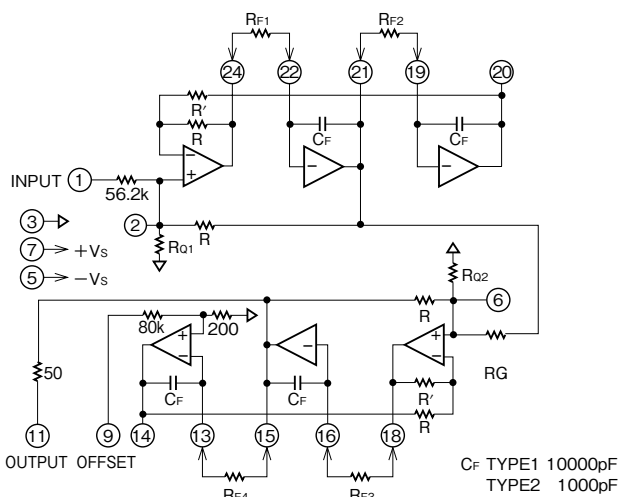 RF1
RF2
24
22
21
19
20
R'
R
CF
CF
−
+
−
−
INPUT 1
56.2k
2
R
RQ1
3
7 +VS
5 −VS
RQ2
6
80k
200
R
+
−
−
+
−
50
CF
CF
R'
R
RG
11
9
14
13
15
16
18
OUTPUT OFFSET
RF4
RF3
CF TYPE1 10000pF
TYPE2 1000pF